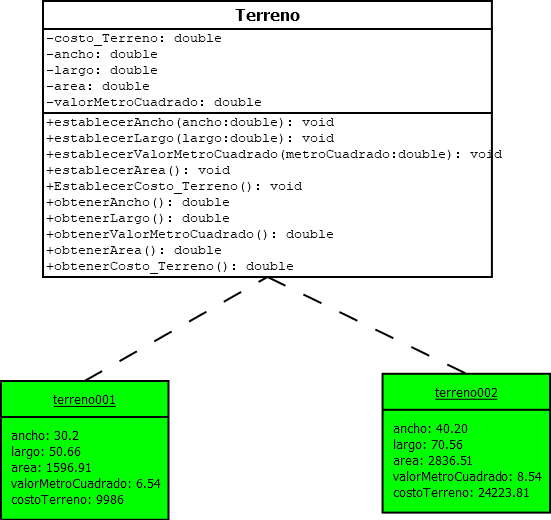 Terreno
-costo_Terreno: double
-ancho: double
-largo: double
-area: double
-valorMetroCuadrado: double
+establecerAncho(ancho:double): void
+establecerLargo(largo:double): void
+establecerValorMetroCuadrado(metroCuadrado:double): void
+establecerArea(): void
+EstablecerCosto_Terreno(): void
+obtenerAncho(): double
+obtenerLargo(): double
+obtenerValorMetroCuadrado(): double
+obtenerArea(): double
+obtenerCosto_Terreno(): double
terreno001
ancho: 30.2
largo: 50.66
area: 1596.91
valorMetroCuadrado: 6.54
costoTerreno: 9986
terreno002
ancho: 40.20
largo: 70.56
area: 2836.51
valorMetroCuadrado: 8.54
costoTerreno: 24223.81